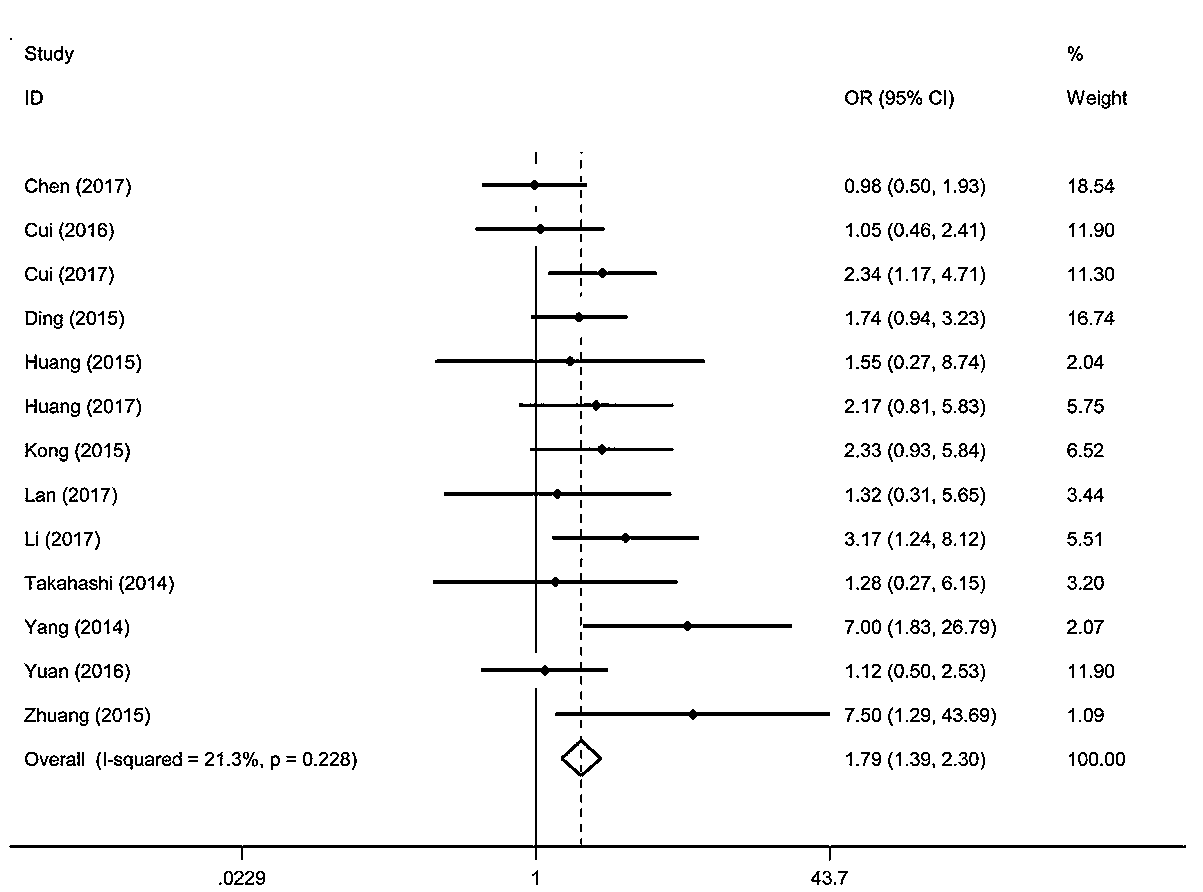 Study %
ID OR (95% CI) Weight
Chen (2017) 0.98 (0.50, 1.93) 18.54
Cui (2016) 1.05 (0.46, 2.41) 11.90
Cui (2017) 2.34 (1.17, 4.71) 11.30
Ding (2015) 1.74 (0.94, 3.23) 16.74
Huang (2015) 1.55 (0.27, 8.74) 2.04
Huang (2017) 2.17 (0.81, 5.83) 5.75
Kong (2015) 2.33 (0.93, 5.84) 6.52
Lan (2017) 1.32 (0.31, 5.65) 3.44
Li (2017) 3.17 (1.24, 8.12) 5.51
Takahashi (2014) 1.28 (0.27, 6.15) 3.20
Yang (2014) 7.00 (1.83, 26.79) 2.07
Yuan (2016) 1.12 (0.50, 2.53) 11.90
Zhuang (2015) 7.50 (1.29, 43.69) 1.09
Overall (I-squared = 21.3%, p = 0.228) 1.79 (1.39, 2.30) 100.00
.0229 1 43.7